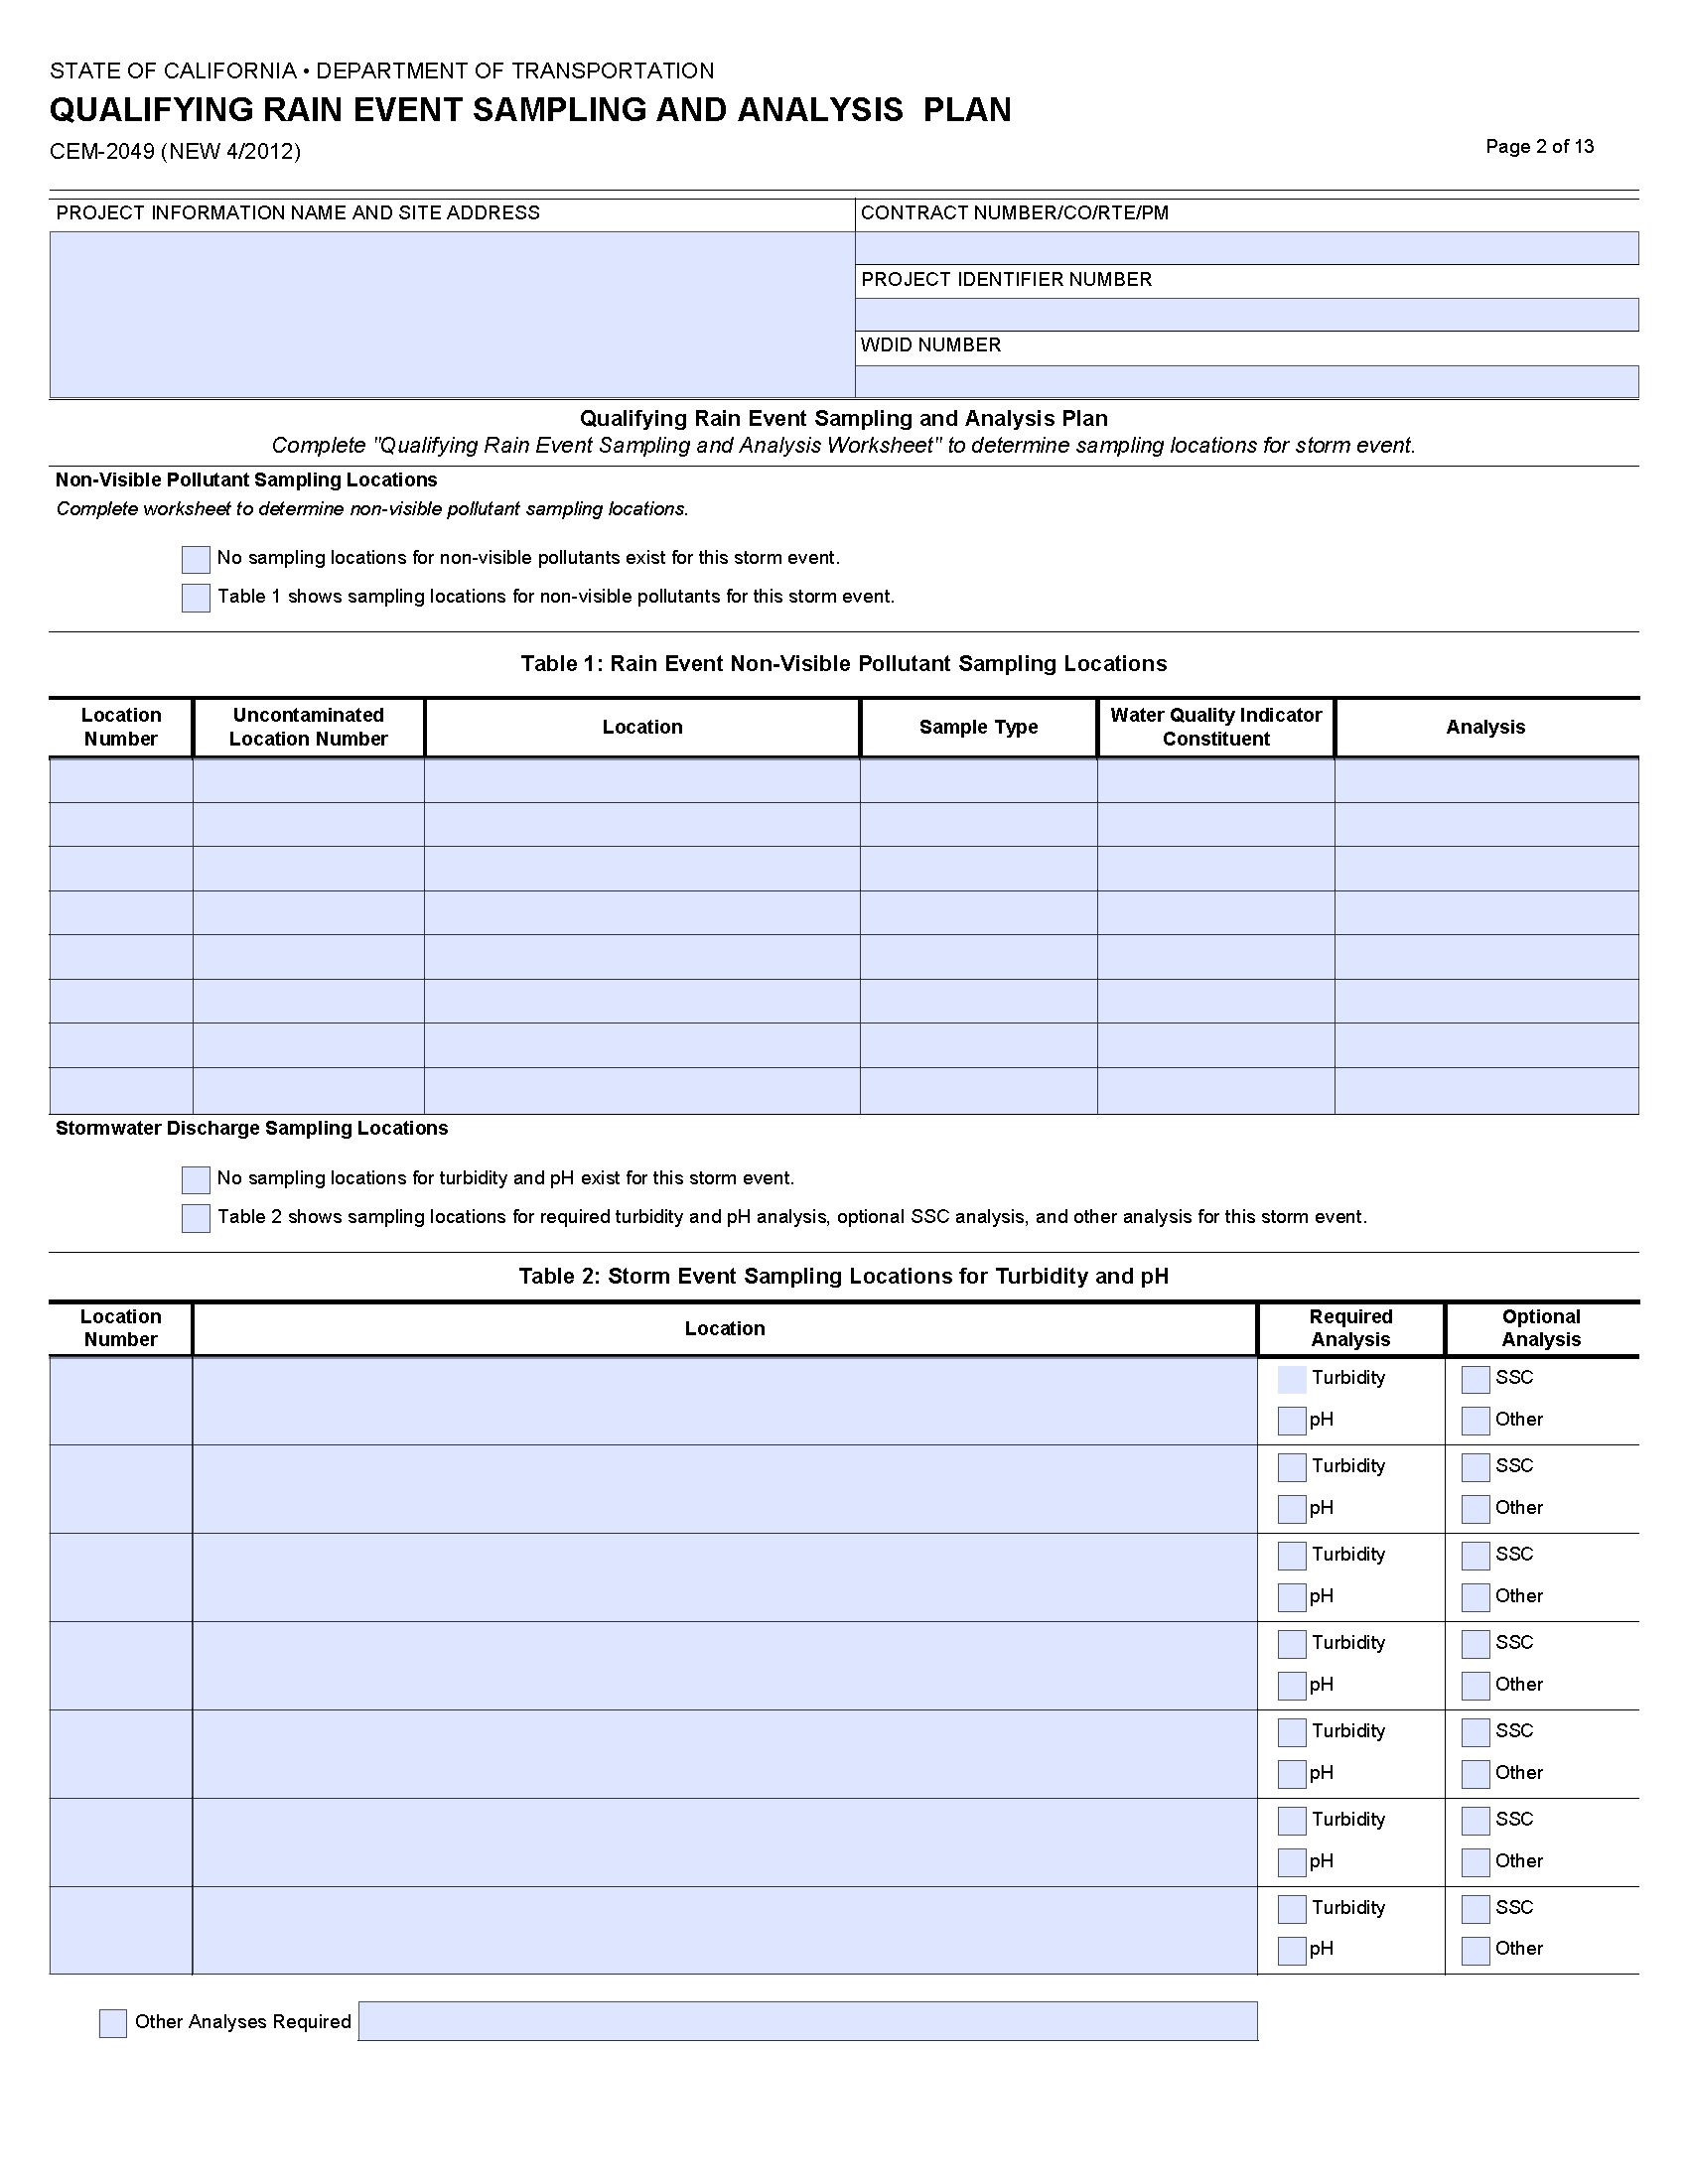 STATE OF CALIFORNIA • DEPARTMENT OF TRANSPORTATION
QUALIFYING RAIN EVENT SAMPLING AND ANALYSIS PLAN
CEM-2049 (NEW 4/2012)
Page 2 of 13
PROJECT INFORMATION NAME AND SITE ADDRESS
CONTRACT NUMBER/CO/RTE/PM
PROJECT IDENTIFIER NUMBER
WDID NUMBER
Qualifying Rain Event Sampling and Analysis Plan
Complete "Qualifying Rain Event Sampling and Analysis Worksheet" to determine sampling locations for storm event.
Non-Visible Pollutant Sampling Locations
Complete worksheet to determine non-visible pollutant sampling locations.
No sampling locations for non-visible pollutants exist for this storm event.
Table 1 shows sampling locations for non-visible pollutants for this storm event.
Table 1: Rain Event Non-Visible Pollutant Sampling Locations
Location Number
Uncontaminated Location Number
Location
Sample Type
Water Quality Indicator Constituent
Analysis
Stormwater Discharge Sampling Locations
No sampling locations for turbidity and pH exist for this storm event.
Table 2 shows sampling locations for required turbidity and pH analysis, optional SSC analysis, and other analysis for this storm event.
Table 2: Storm Event Sampling Locations for Turbidity and pH
Location Number
Location
Required Analysis
Optional Analysis
Turbidity SSC
pH Other
Turbidity SSC
pH Other
Turbidity SSC
pH Other
Turbidity SSC
pH Other
Turbidity SSC
pH Other
Turbidity SSC
pH Other
Turbidity SSC
pH Other
Other Analyses Required